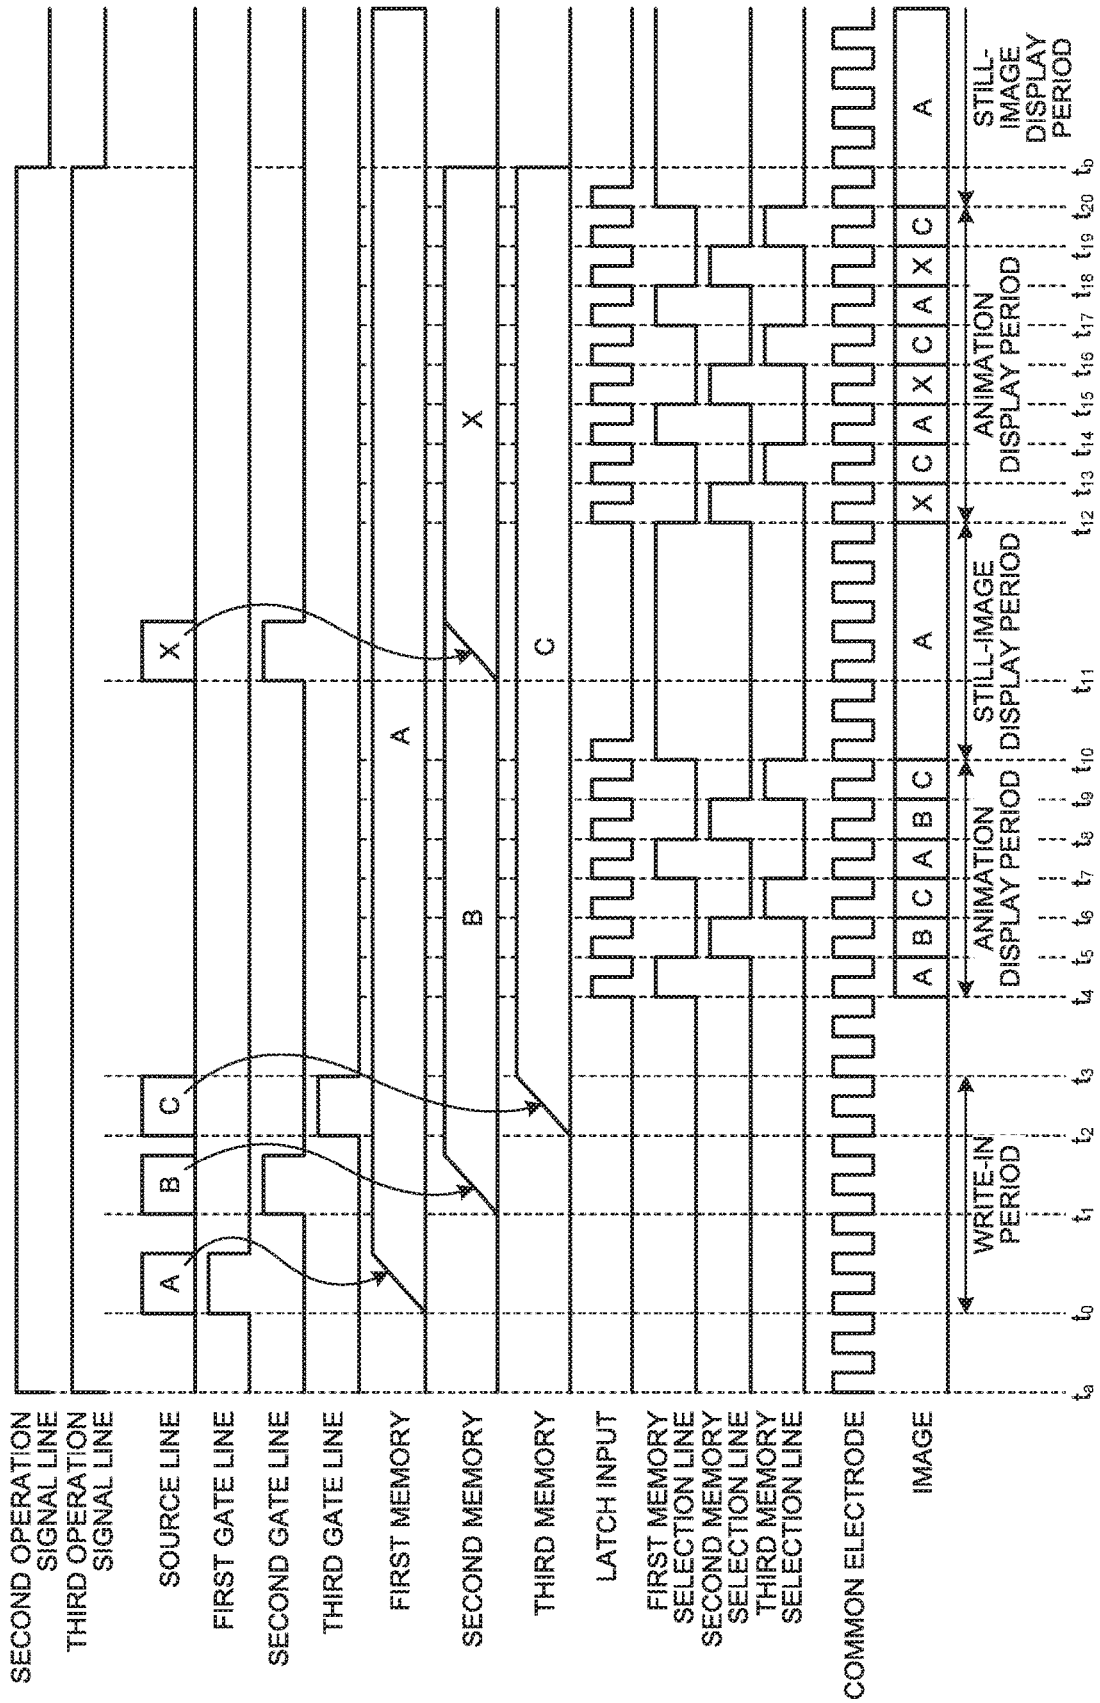 SECOND OPERATION
SIGNAL LINE
THIRD OPERATION
SIGNAL LINE
SOURCE LINE
A
B
C
X
FIRST GATE LINE
SECOND GATE LINE
THIRD GATE LINE
FIRST MEMORY
A
SECOND MEMORY
B
X
THIRD MEMORY
C
LATCH INPUT
FIRST MEMORY
SELECTION LINE
SECOND MEMORY
SELECTION LINE
THIRD MEMORY
SELECTION LINE
COMMON ELECTRODE
IMAGE
A B C A B C A X C A X C A X C A
WRITE-IN
PERIOD
ANIMATION
DISPLAY PERIOD
STILL-IMAGE
DISPLAY PERIOD
ANIMATION
DISPLAY PERIOD
STILL-
IMAGE
DISPLAY
PERIOD
ta t0 t1 t2 t3 t4 t5 t6 t7 t8 t9 t10 t11 t12 t13 t14 t15 t16 t17 t18 t19 t20 tb